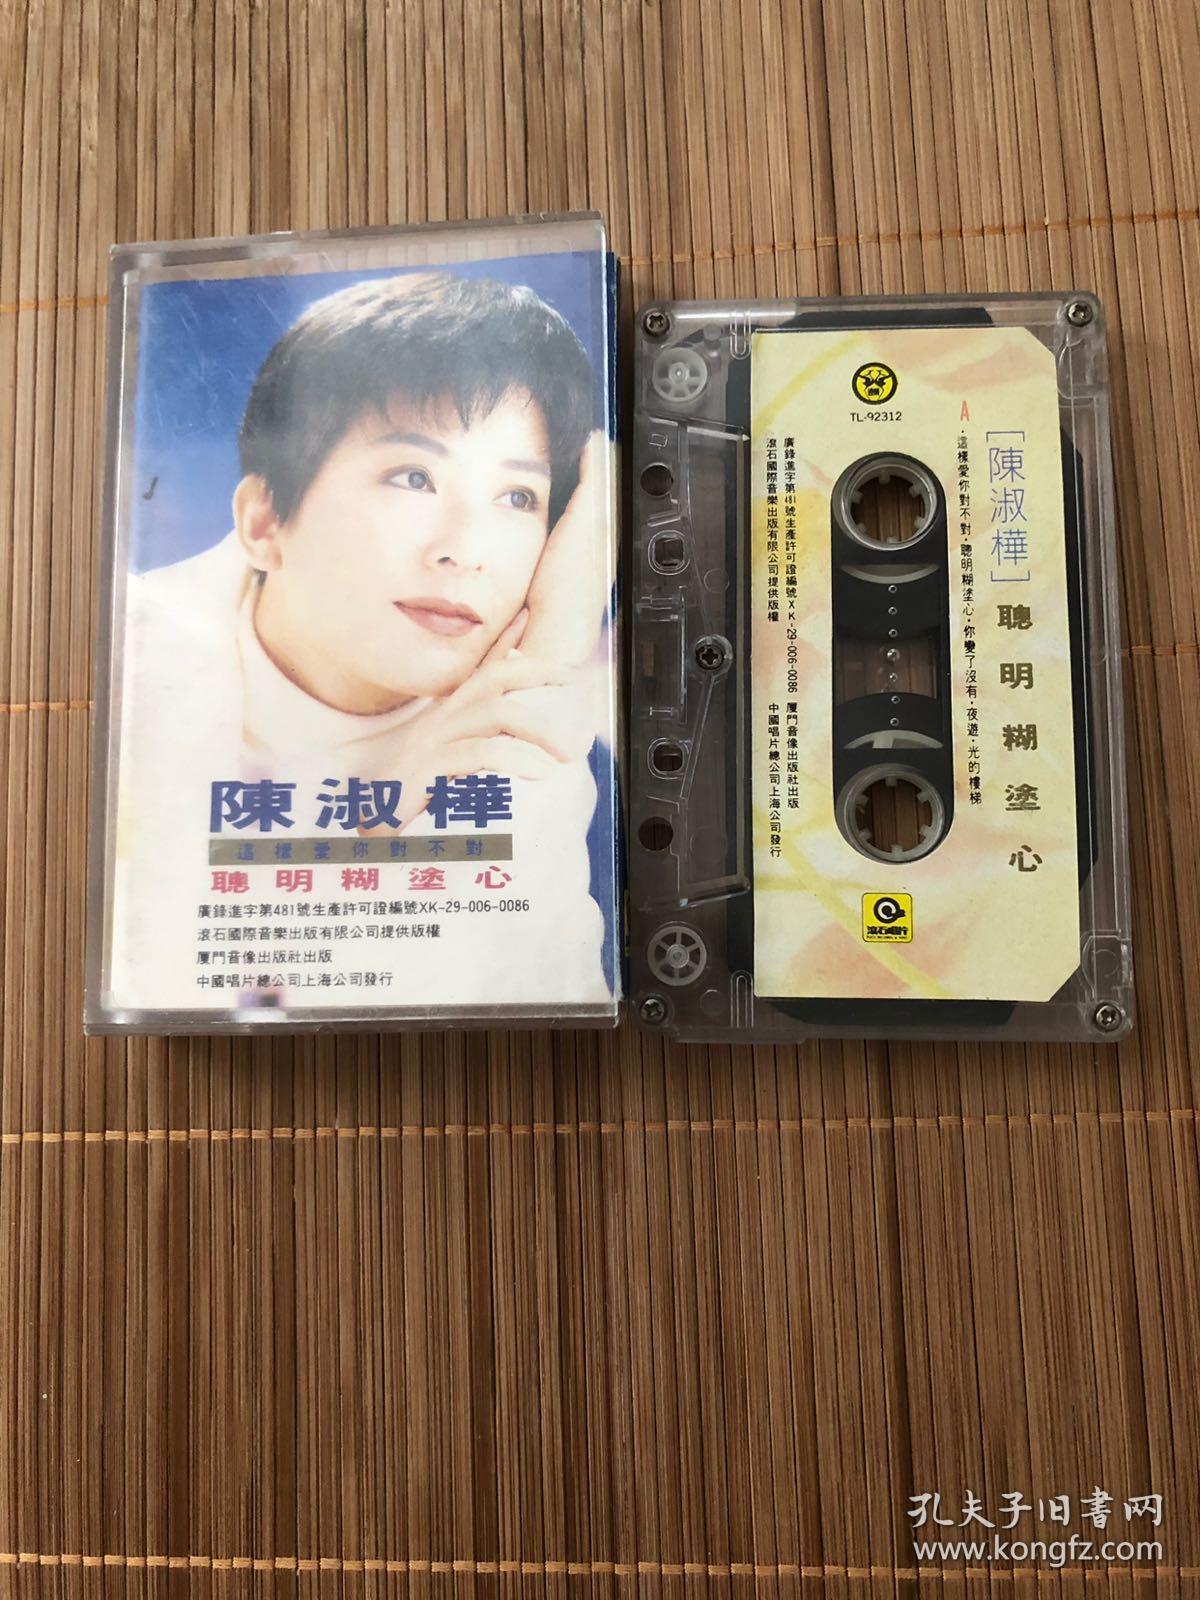 陳淑樺
這樣愛你對不對
聰明糊塗心
廣錄進字第481號生產許可證編號XK-29-006-0086
滾石國際音樂出版有限公司提供版權
厦門音像出版社出版
中國唱片總公司上海公司發行
TL-92312
A
[陳淑樺] 聰明糊塗心
·這樣愛你對不對·聰明糊塗心·你變了沒有·夜遊·光的樓梯
廣錄進字第481號生產許可證編號XK-29-006-0086 厦門音像出版社出版
滾石國際音樂出版有限公司提供版權 中國唱片總公司上海公司發行
滾石唱片
孔夫子旧书网
www.kongfz.com